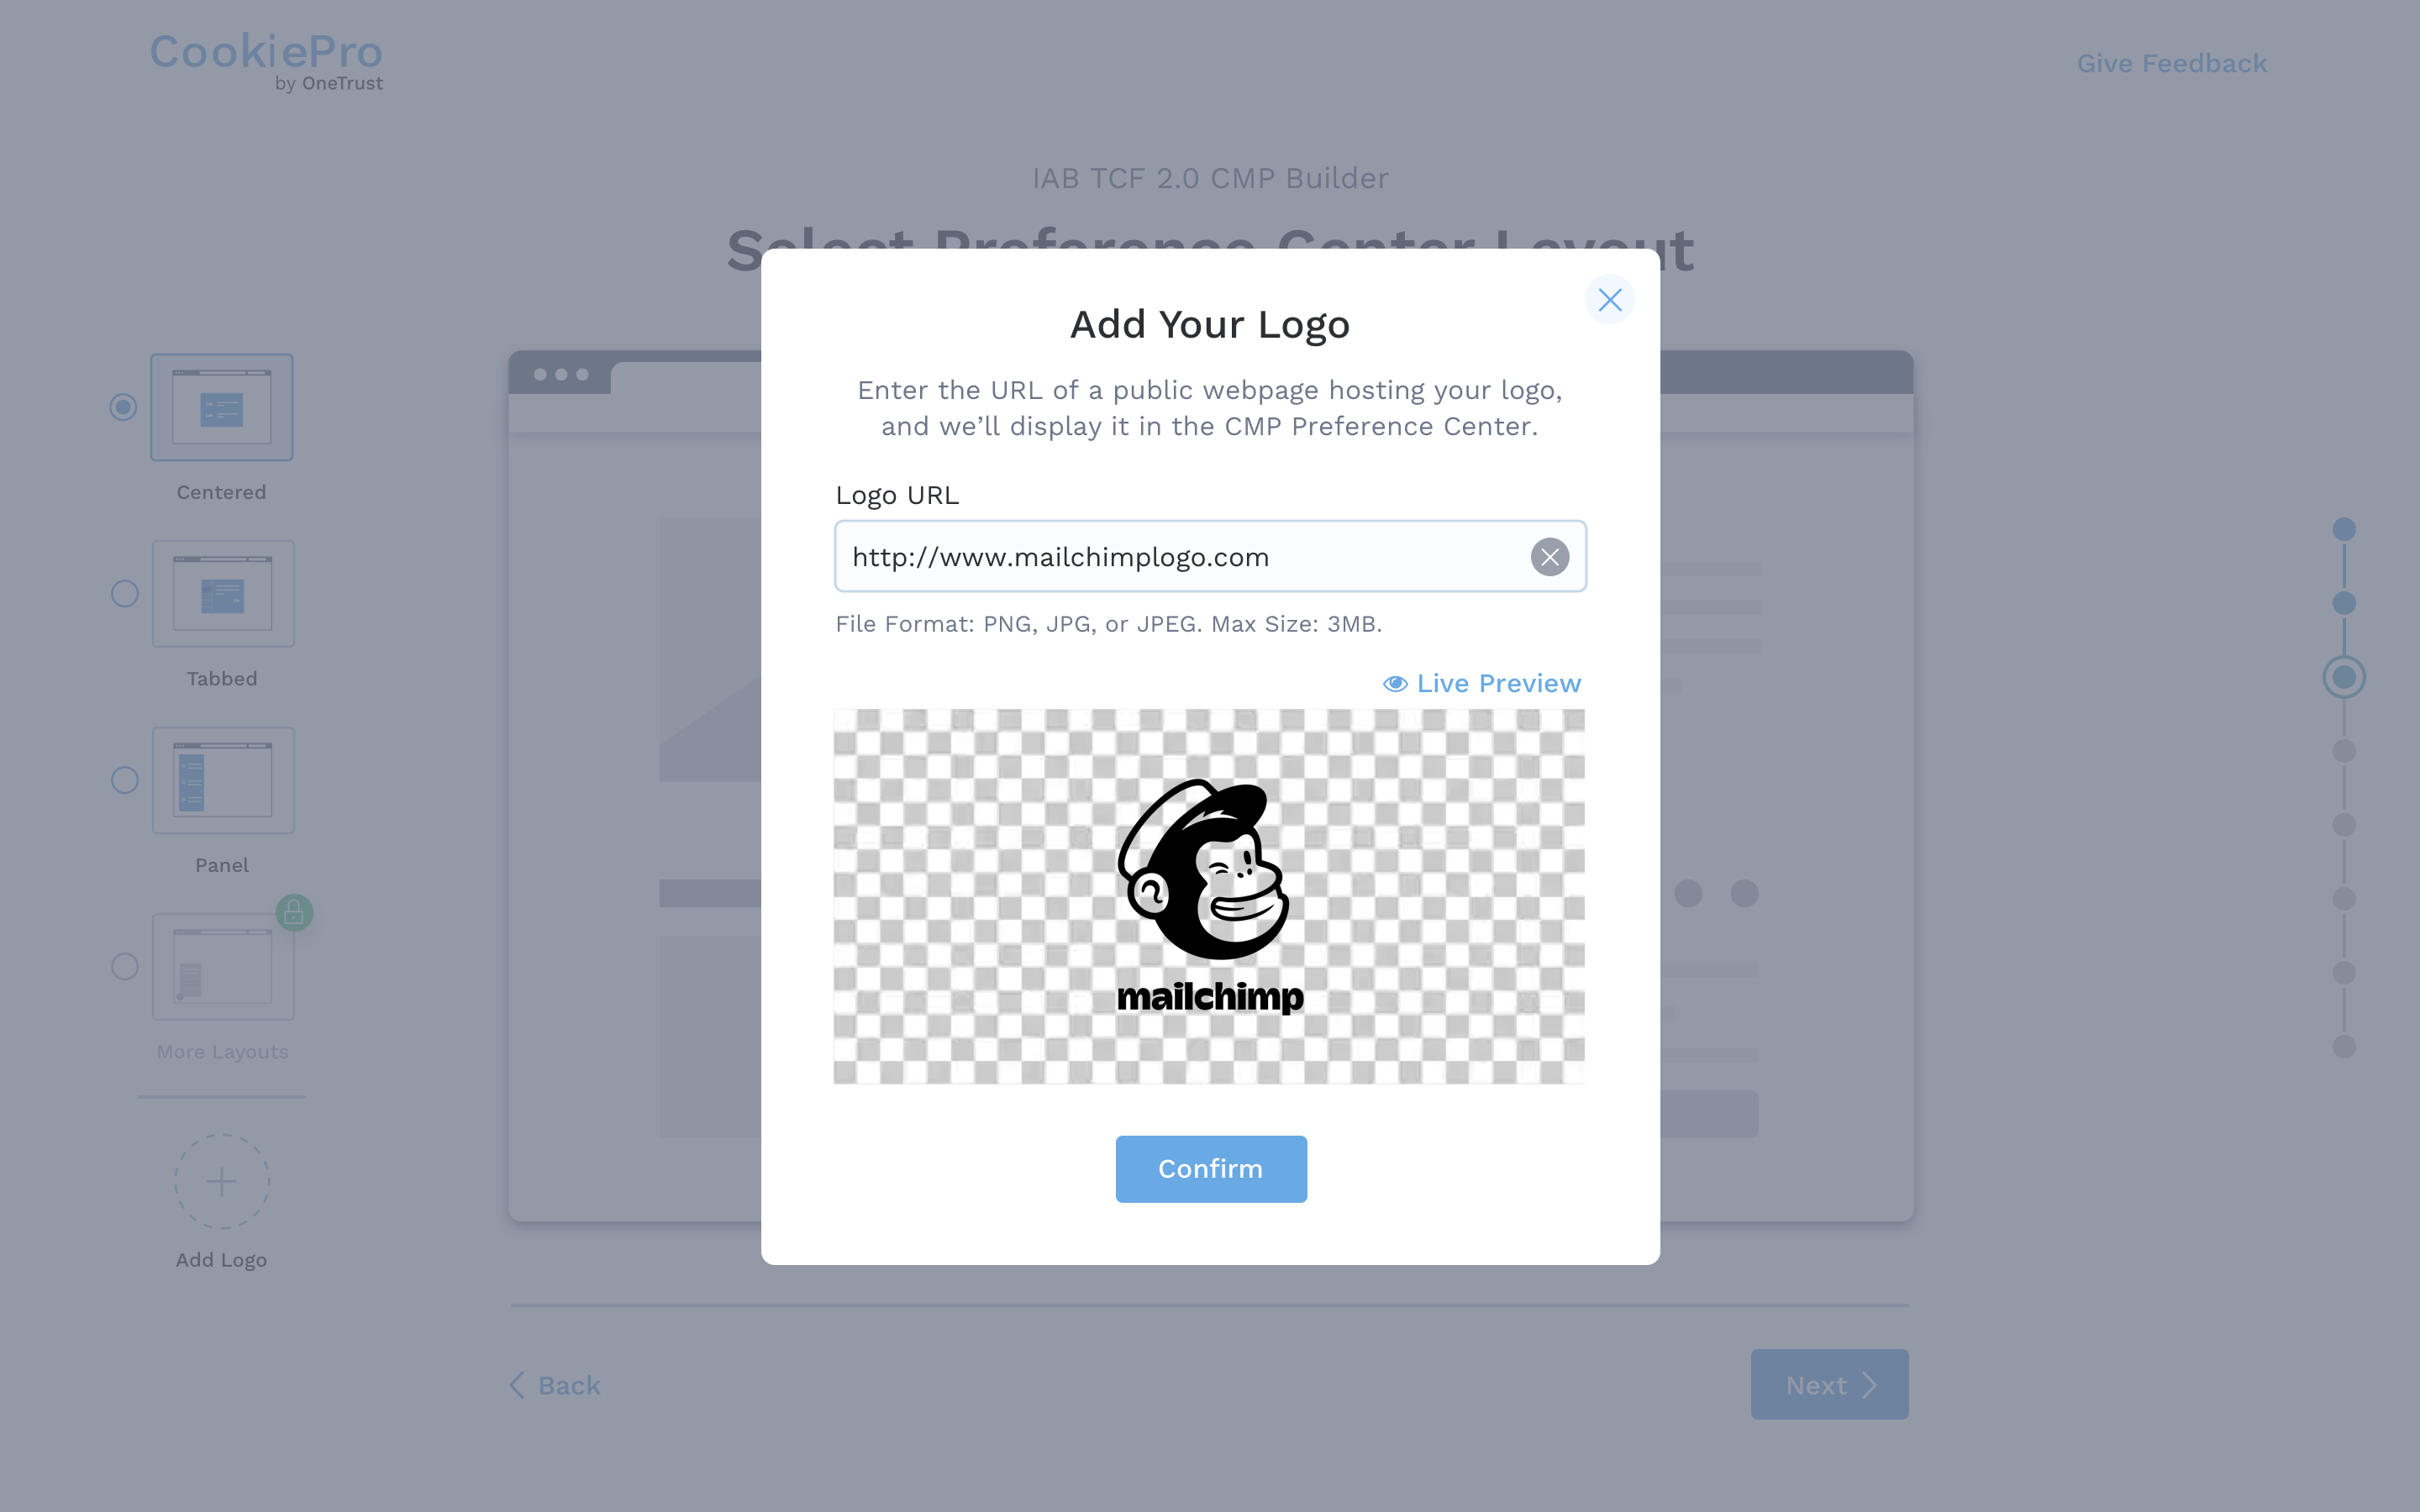 CookiePro
by OneTrust
Give Feedback
IAB TCF 2.0 CMP Builder
Select Preference Center Layout
Add Your Logo
Enter the URL of a public webpage hosting your logo,
and we’ll display it in the CMP Preference Center.
Logo URL
http://www.mailchimplogo.com
File Format: PNG, JPG, or JPEG. Max Size: 3MB.
Live Preview
mailchimp
Confirm
Centered
Tabbed
Panel
More Layouts
Add Logo
Back
Next